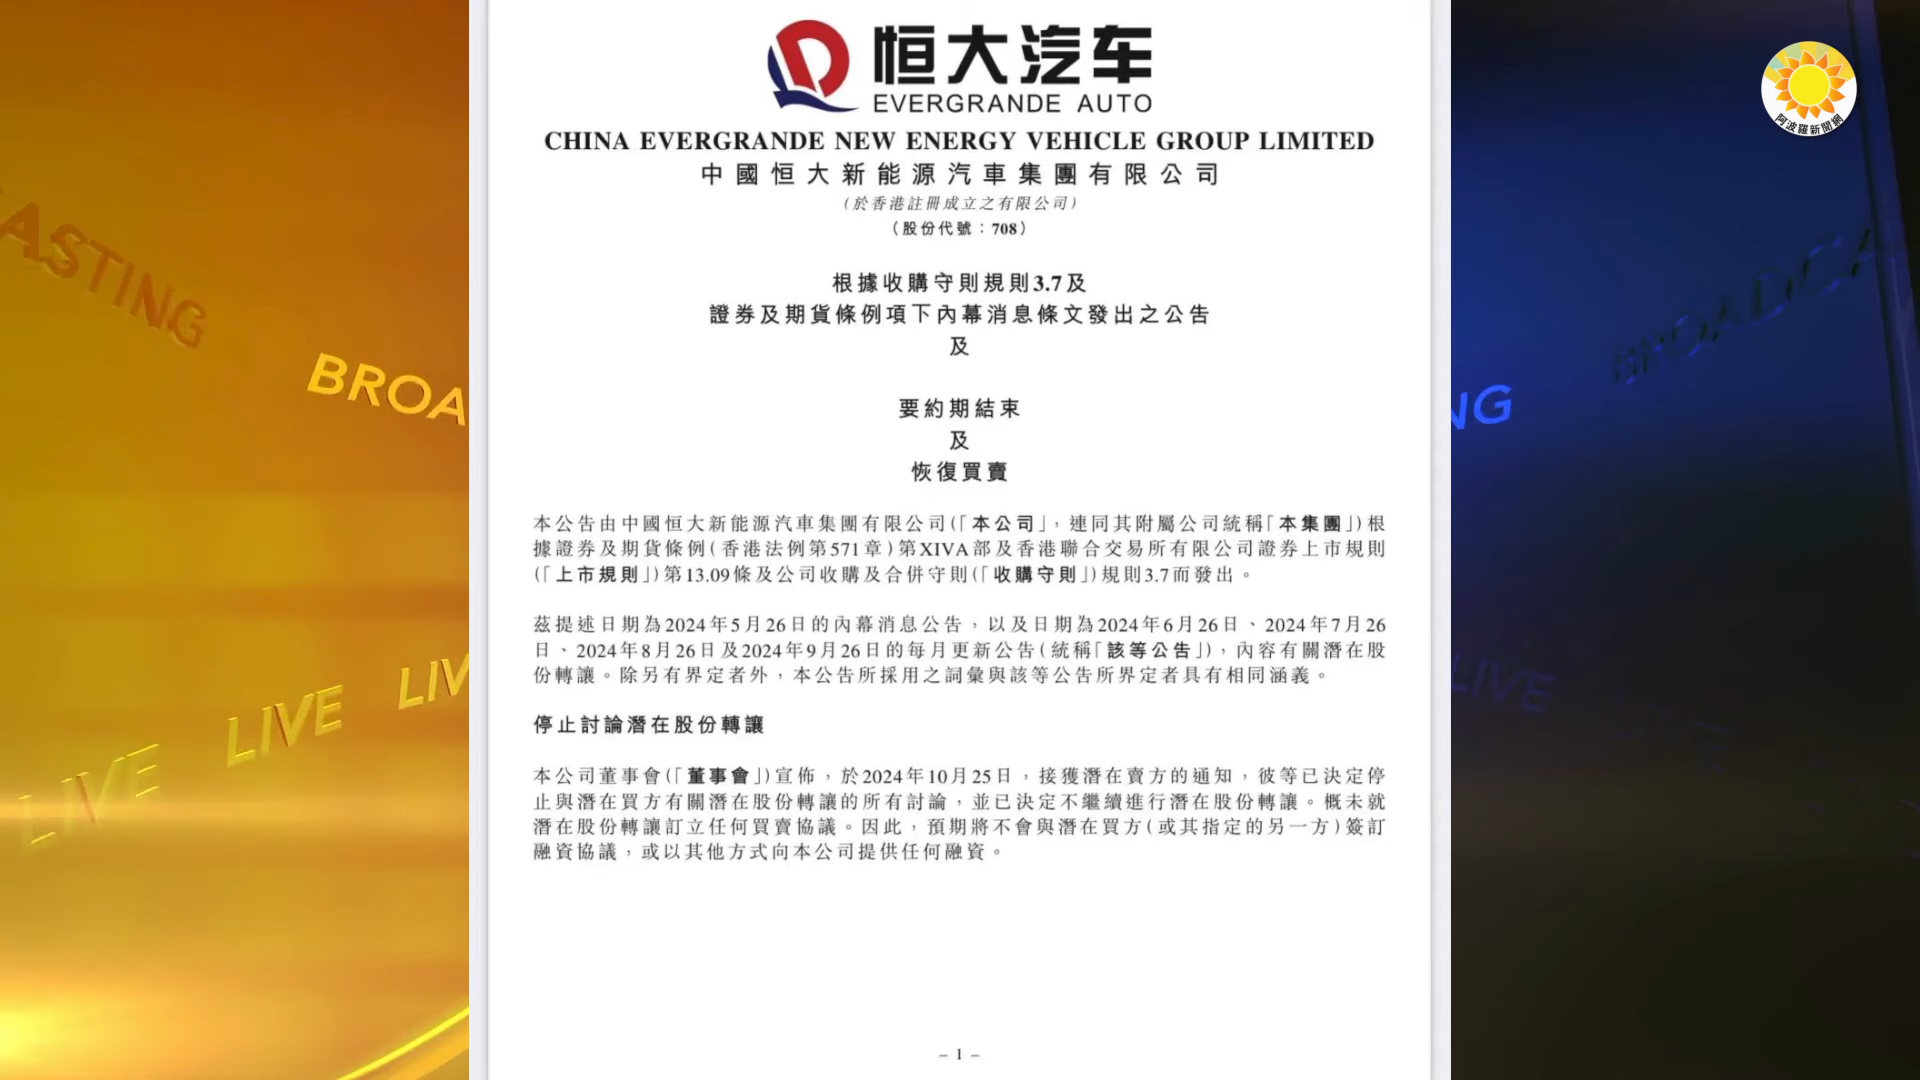 恒大汽车
EVERGRANDE AUTO
CHINA EVERGRANDE NEW ENERGY VEHICLE GROUP LIMITED
中國恒大新能源汽車集團有限公司
（於香港註冊成立之有限公司）
（股份代號：708）
根據收購守則規則3.7及
證券及期貨條例項下內幕消息條文發出之公告
及
要約期結束
及
恢復買賣
本公告由中國恒大新能源汽車集團有限公司(「本公司」，連同其附屬公司統稱「本集團」)根
據證券及期貨條例(香港法例第571章)第XIVA部及香港聯合交易所有限公司證券上市規則
(「上市規則」)第13.09條及公司收購及合併守則(「收購守則」)規則3.7而發出。
茲提述日期為2024年5月26日的內幕消息公告，以及日期為2024年6月26日、2024年7月26
日、2024年8月26日及2024年9月26日的每月更新公告(統稱「該等公告」)，內容有關潛在股
份轉讓。除另有界定者外，本公告所採用之詞彙與該等公告所界定者具有相同涵義。
停止討論潛在股份轉讓
本公司董事會(「董事會」)宣佈，於2024年10月25日，接獲潛在賣方的通知，彼等已決定停
止與潛在買方有關潛在股份轉讓的所有討論，並已決定不繼續進行潛在股份轉讓。概未就
潛在股份轉讓訂立任何買賣協議。因此，預期將不會與潛在買方(或其指定的另一方)簽訂
融資協議，或以其他方式向本公司提供任何融資。
– 1 –
ASTING
BROA
LIVE
LIV
LIVE
阿波羅新聞網
BROADCA
NG
LIVE